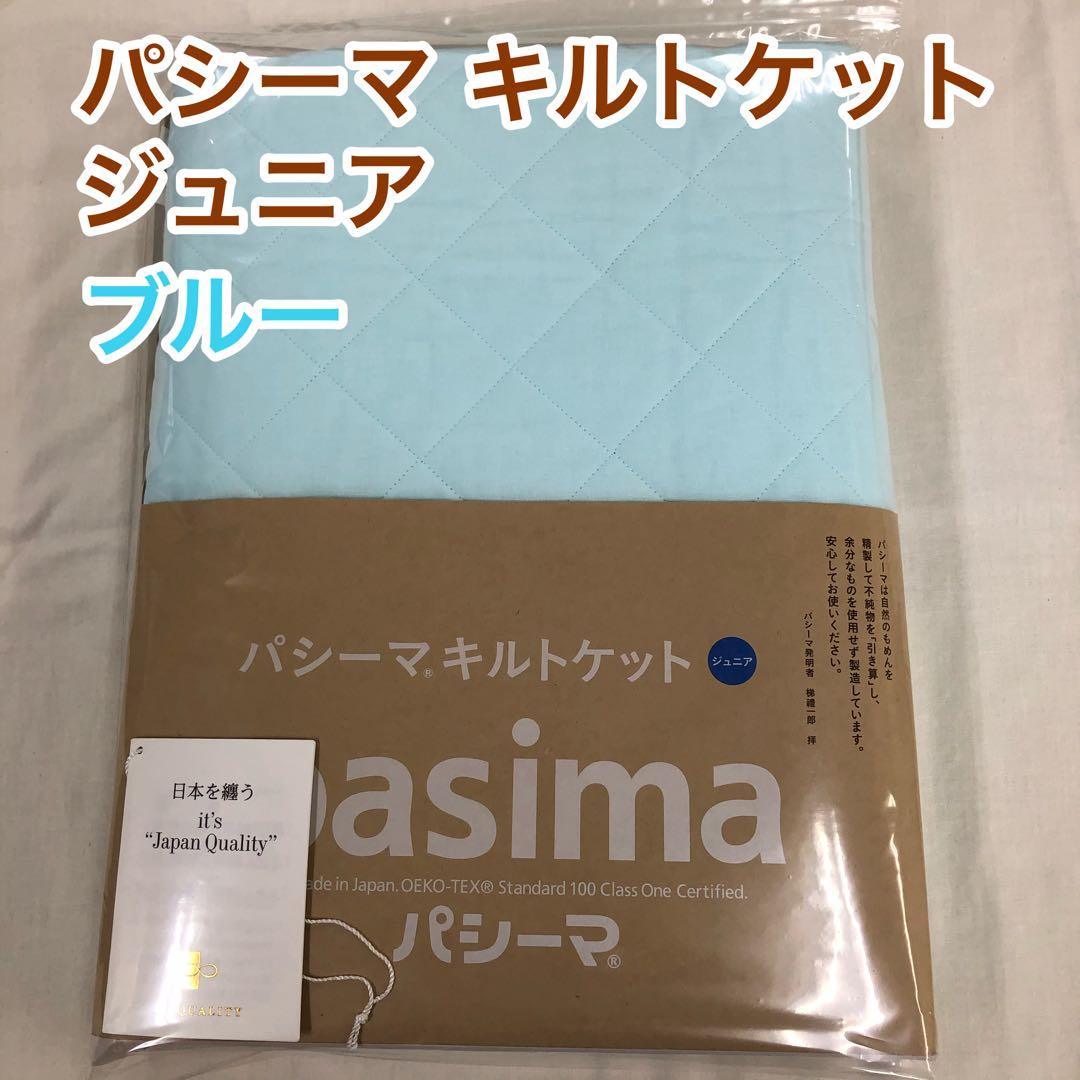 パシーマ キルトケット
ジュニア
ブルー
パシーマは自然のもめんを
精製して不純物を「引き算」し、
余分なものを使用せず製造しています。
安心してお使いください。
パシーマ発明者 梯禮一郎 拝
パシーマ®キルトケット ジュニア
pasima
made in Japan. OEKO-TEX® Standard 100 Class One Certified.
パシーマ®
日本を纏う
it's
“Japan Quality”
QUALITY